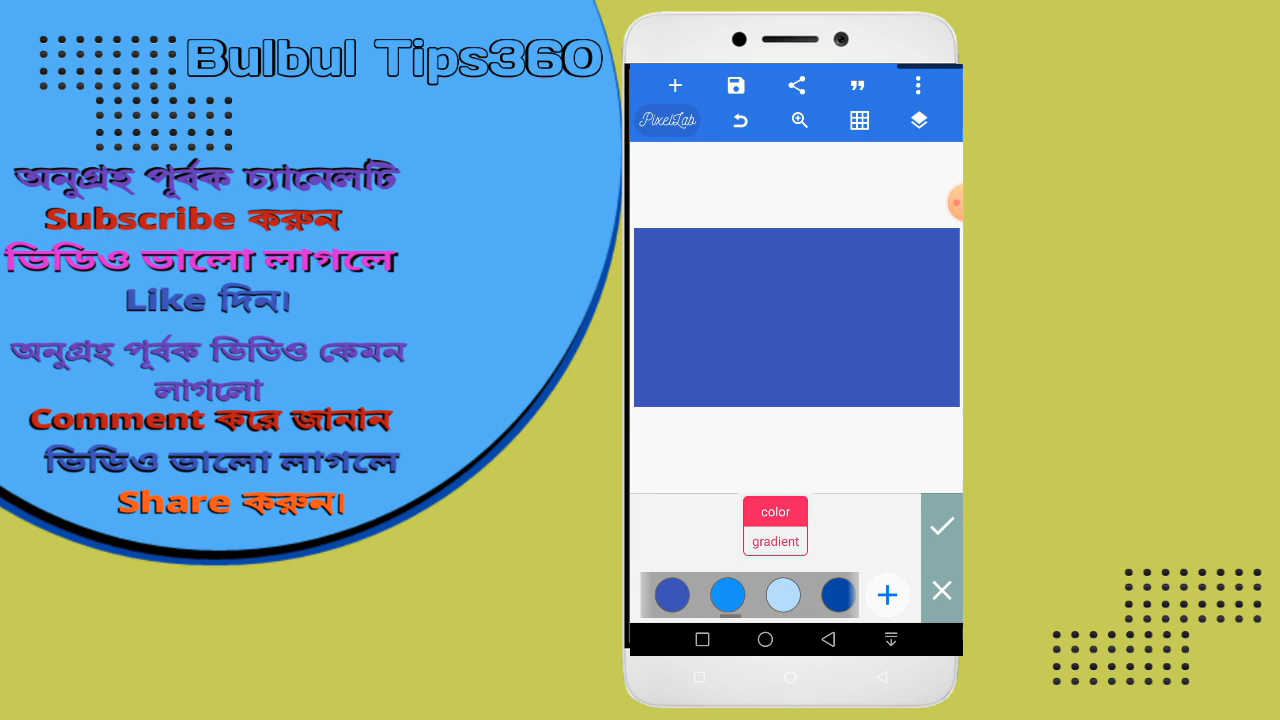 Bulbul Tips360
অনুগ্রহ পূর্বক চ্যানেলটি
Subscribe করুন
ভিডিও ভালো লাগলে
Like দিন।
অনুগ্রহ পূর্বক ভিডিও কেমন
লাগলো
Comment করে জানান
ভিডিও ভালো লাগলে
Share করুন।
PixelLab
color
gradient